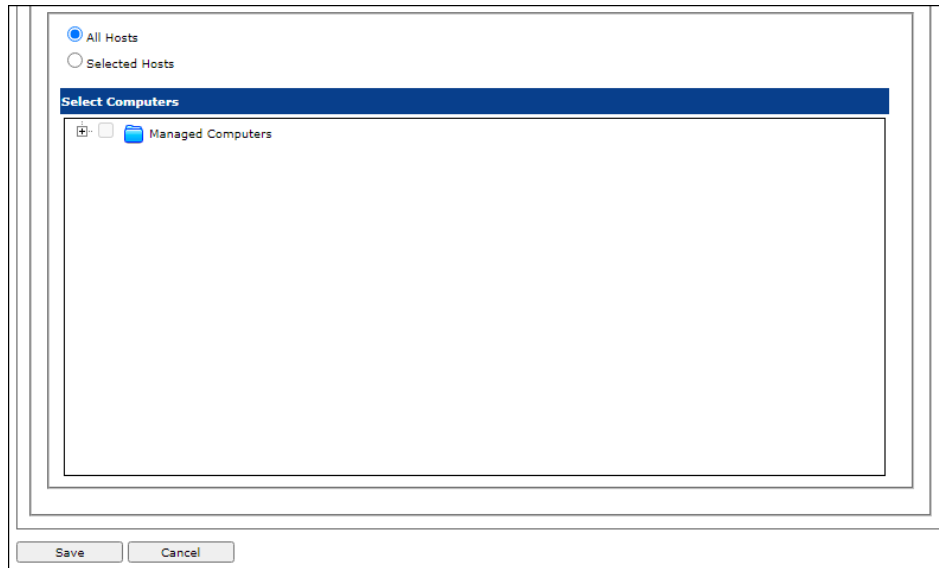 All Hosts
Selected Hosts
Select Computers
Managed Computers
Save Cancel